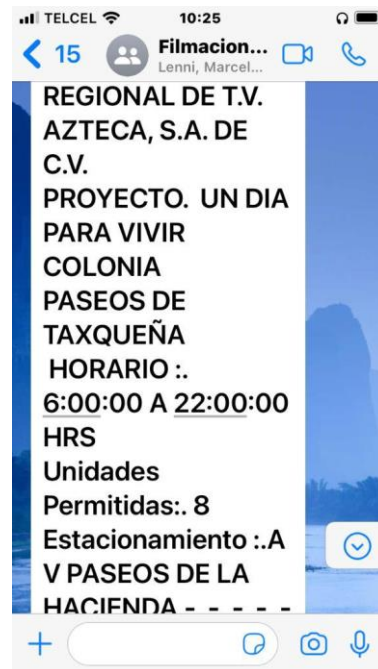 TELCEL 10:25
15 Filmacion...
Lenni, Marcel...
REGIONAL DE T.V.
AZTECA, S.A. DE
C.V.
PROYECTO. UN DIA
PARA VIVIR
COLONIA
PASEOS DE
TAXQUEÑA
HORARIO :.
6:00:00 A 22:00:00
HRS
Unidades
Permitidas:. 8
Estacionamiento :.A
V PASEOS DE LA
HACIENDA - - - - -